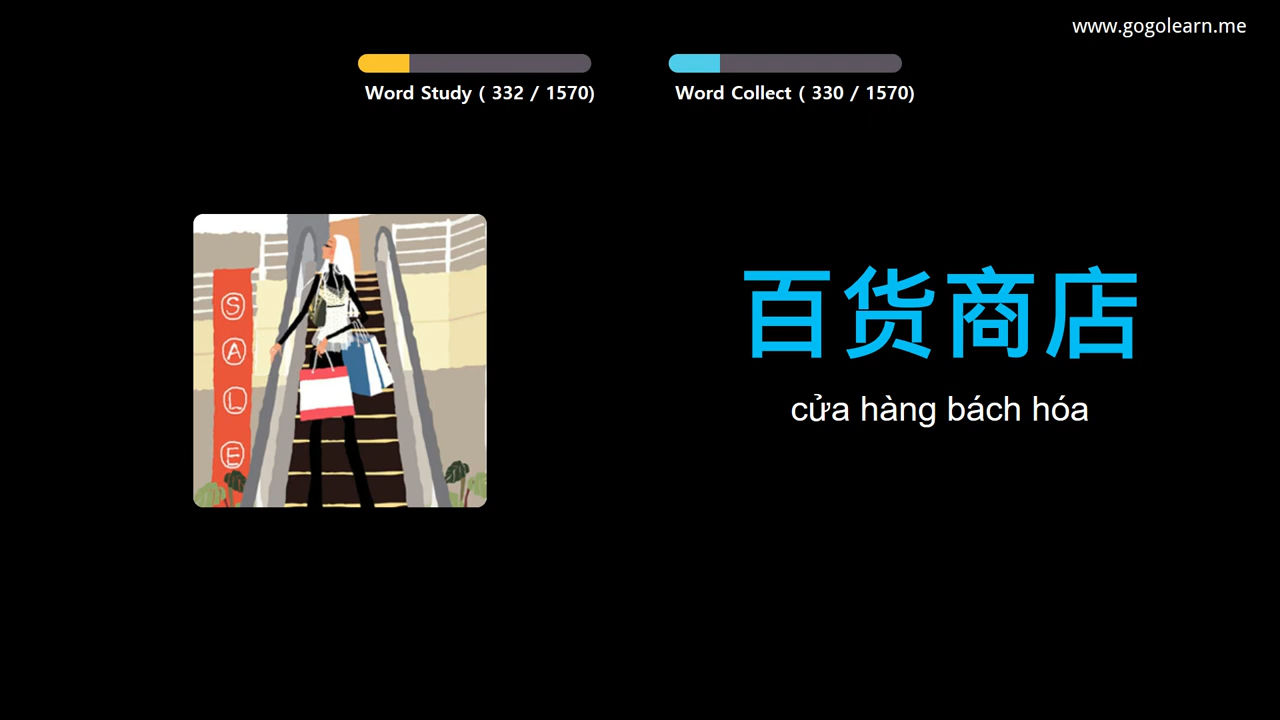 www.gogolearn.me
Word Study ( 332 / 1570)
Word Collect ( 330 / 1570)
SALE
百货商店
cửa hàng bách hóa